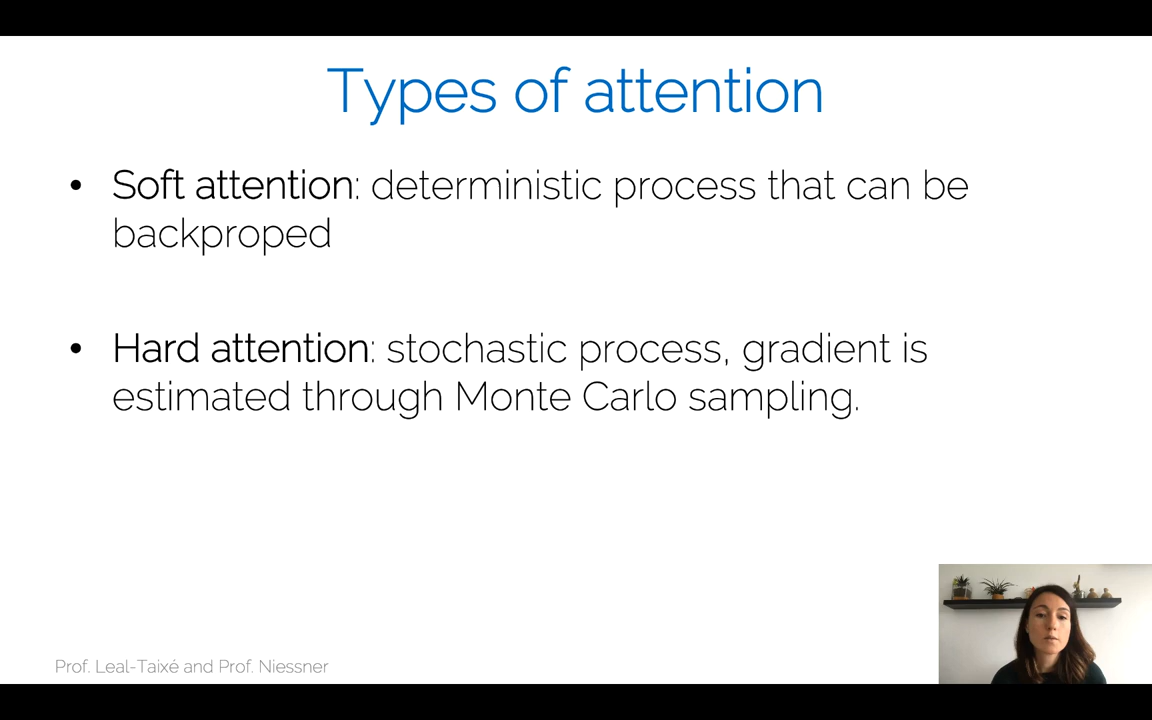 Types of attention
• Soft attention: deterministic process that can be
backproped
• Hard attention: stochastic process, gradient is
estimated through Monte Carlo sampling.
Prof. Leal-Taixé and Prof. Niessner